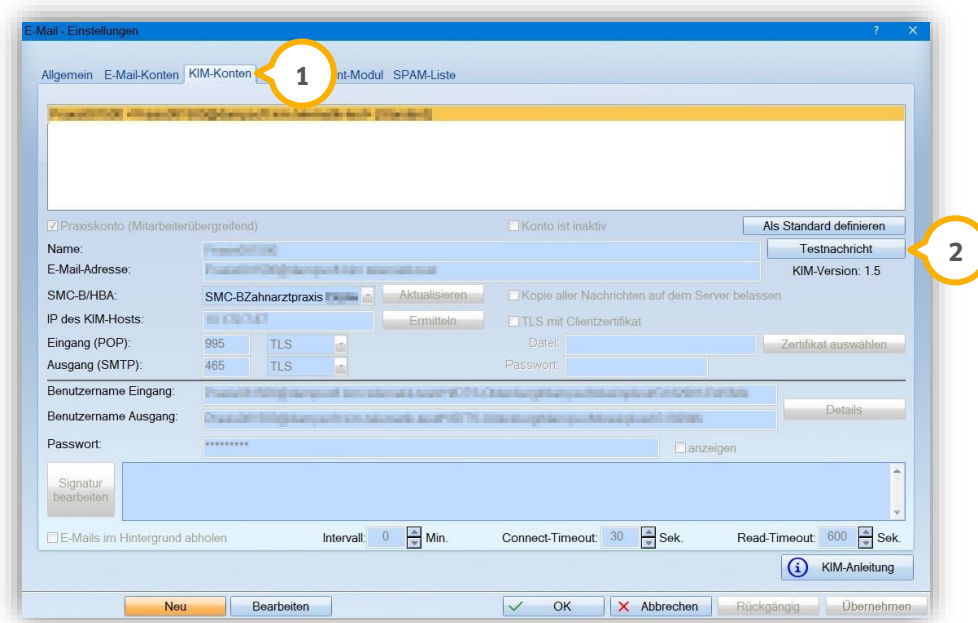 E-Mail - Einstellungen ? ×
Allgemein E-Mail-Konten KIM-Konten 1 nt-Modul SPAM-Liste
Praxiskonto (Mitarbeiterübergreifend) Konto ist inaktiv Als Standard definieren
Name: Testnachricht 2
E-Mail-Adresse: KIM-Version: 1.5
SMC-B/HBA: SMC-BZahnarztpraxis Aktualisieren Kopie aller Nachrichten auf dem Server belassen
IP des KIM-Hosts: Ermitteln TLS mit Clientzertifikat
Eingang (POP): 995 TLS Datei: Zertifikat auswählen
Ausgang (SMTP): 465 TLS Passwort:
Benutzername Eingang:
Benutzername Ausgang: Details
Passwort: ********* anzeigen
Signatur
bearbeiten
E-Mails im Hintergrund abholen Intervall: 0 Min. Connect-Timeout: 30 Sek. Read-Timeout: 600 Sek.
i KIM-Anleitung
Neu Bearbeiten OK Abbrechen Rückgängig Übernehmen